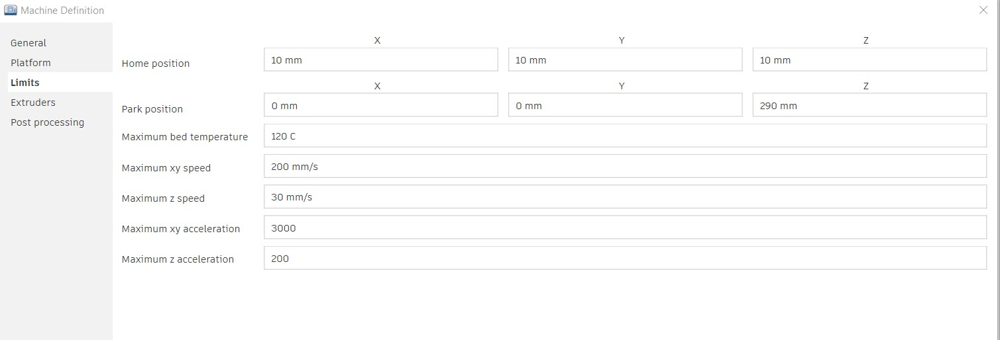 Machine Definition
General
Platform
Limits
Extruders
Post processing
X Y Z
Home position 10 mm 10 mm 10 mm
X Y Z
Park position 0 mm 0 mm 290 mm
Maximum bed temperature 120 C
Maximum xy speed 200 mm/s
Maximum z speed 30 mm/s
Maximum xy acceleration 3000
Maximum z acceleration 200